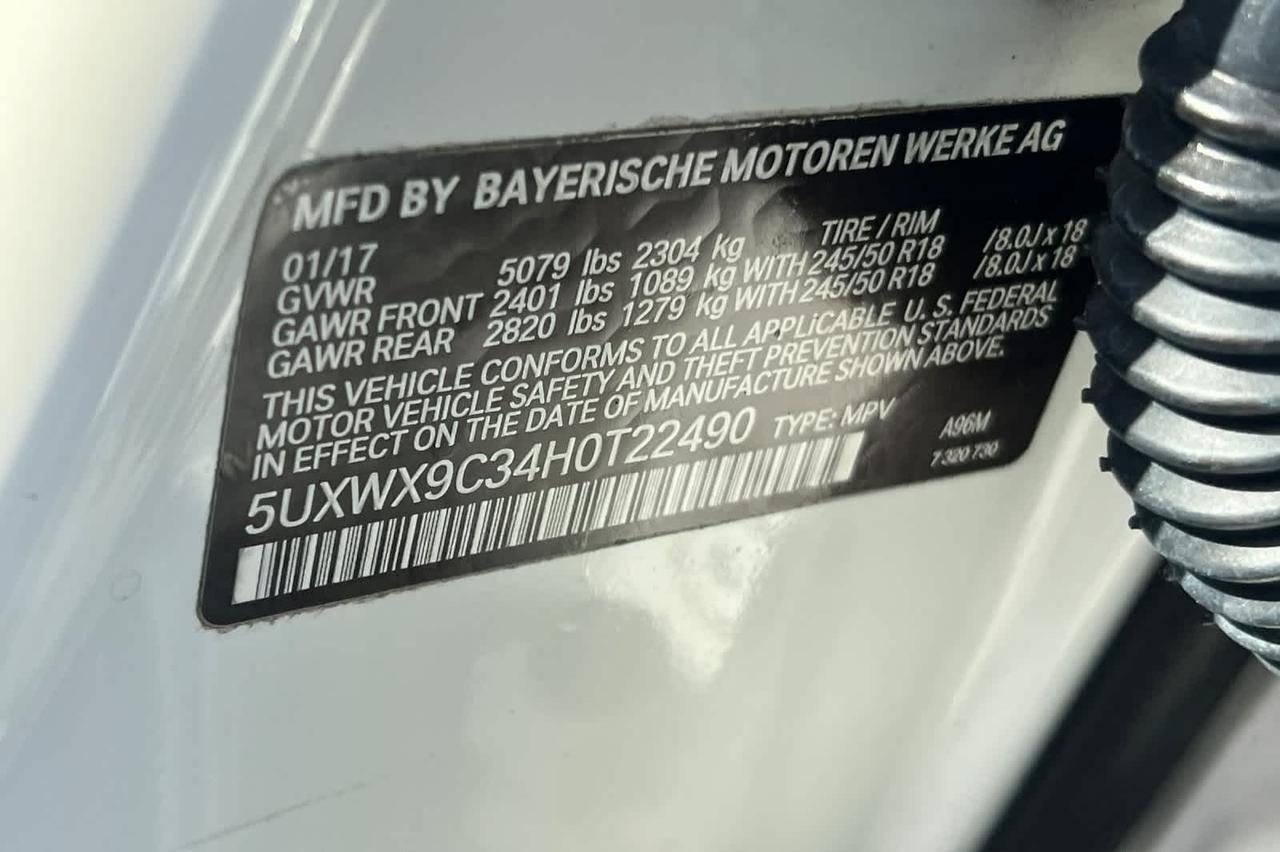 MFD BY BAYERISCHE MOTOREN WERKE AG
01/17 TIRE / RIM
GVWR 5079 lbs 2304 kg
GAWR FRONT 2401 lbs 1089 kg WITH 245/50 R18 /8.0J x 18
GAWR REAR 2820 lbs 1279 kg WITH 245/50 R18 /8.0J x 18
THIS VEHICLE CONFORMS TO ALL APPLICABLE U. S. FEDERAL
MOTOR VEHICLE SAFETY AND THEFT PREVENTION STANDARDS
IN EFFECT ON THE DATE OF MANUFACTURE SHOWN ABOVE.
5UXWX9C34H0T22490 TYPE: MPV A96M
7 320 730